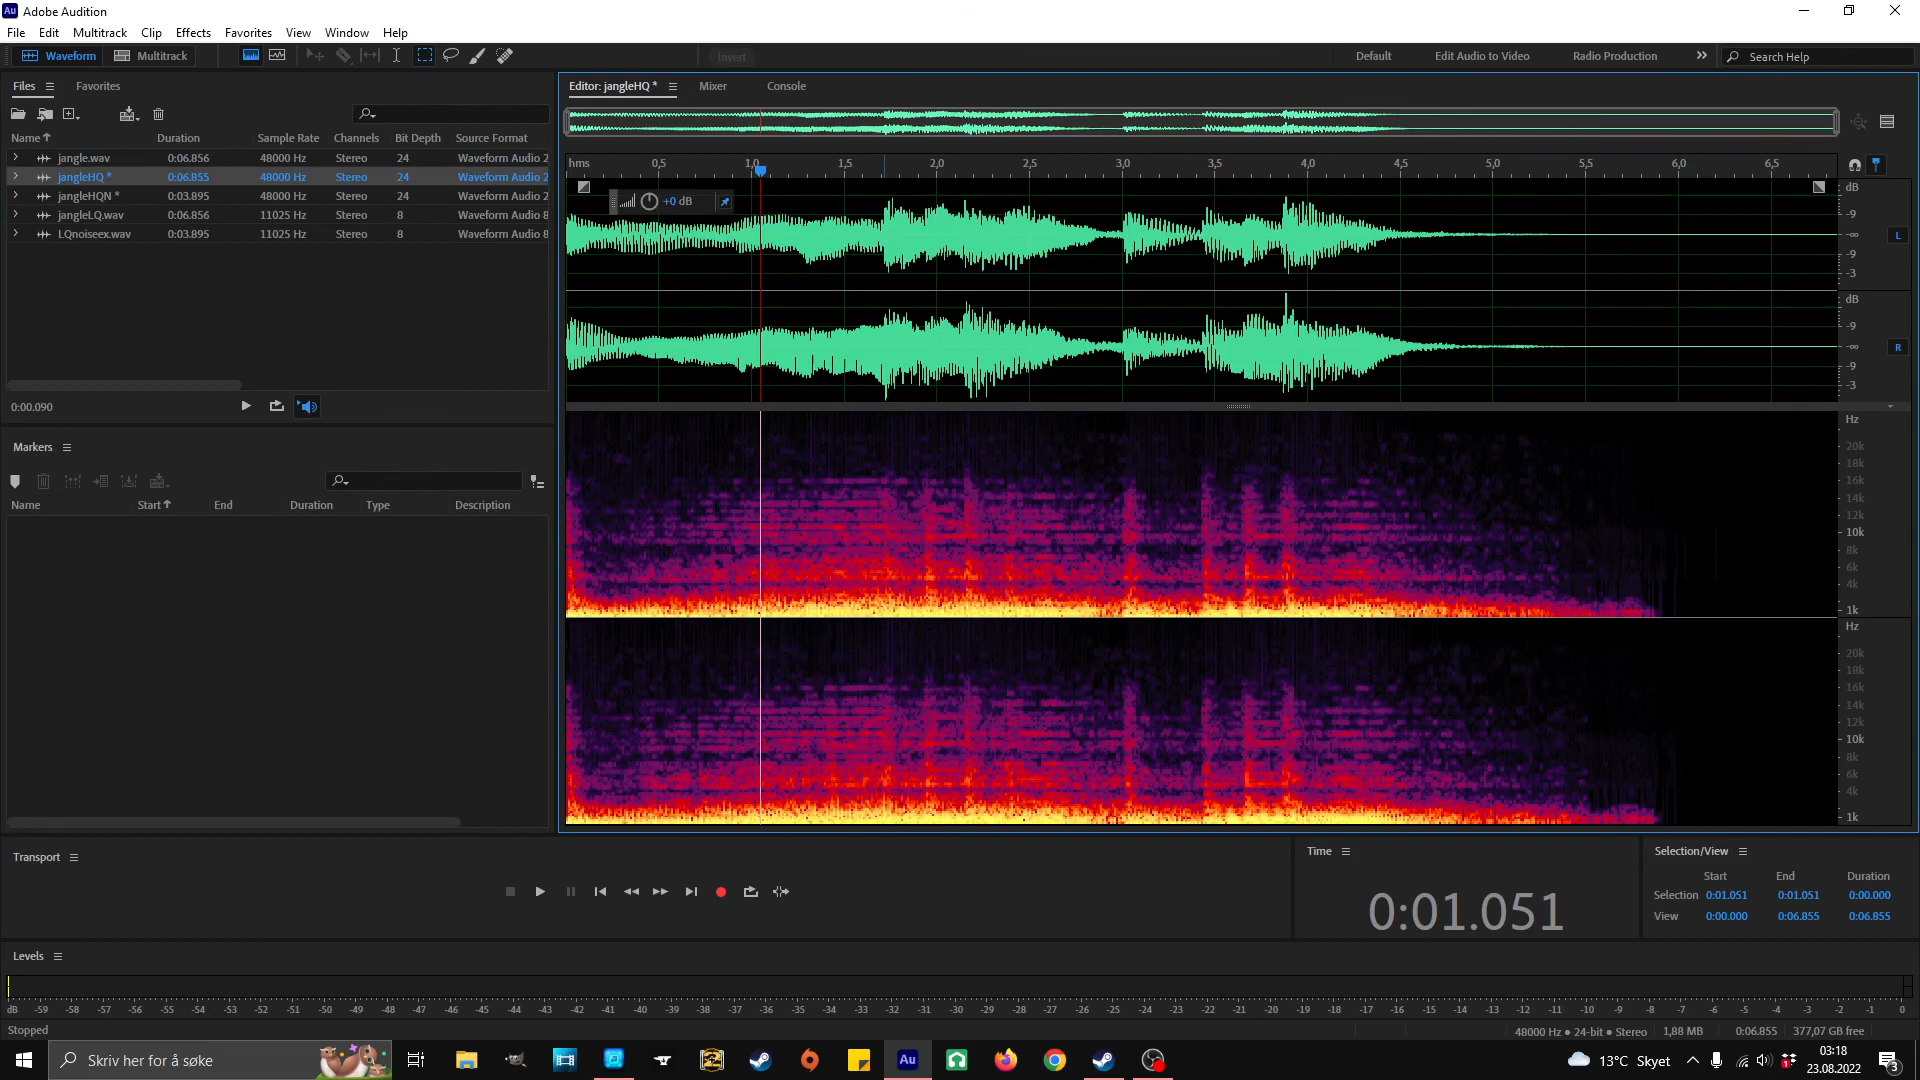 Au Adobe Audition
File Edit Multitrack Clip Effects Favorites View Window Help
Waveform Multitrack Invert Default Edit Audio to Video Radio Production Search Help
Files Favorites
Name Duration Sample Rate Channels Bit Depth Source Format
jangle.wav 0:06.856 48000 Hz Stereo 24 Waveform Audio 2
jangleHQ * 0:06.855 48000 Hz Stereo 24 Waveform Audio 2
jangleHQN * 0:03.895 48000 Hz Stereo 24 Waveform Audio 2
jangleLQ.wav 0:06.856 11025 Hz Stereo 8 Waveform Audio 8
LQnoiseex.wav 0:03.895 11025 Hz Stereo 8 Waveform Audio 8
0:00.090
Markers
Name Start End Duration Type Description
Editor: jangleHQ * Mixer Console
hms 0,5 1,0 1,5 2,0 2,5 3,0 3,5 4,0 4,5 5,0 5,5 6,0 6,5
+0 dB
dB
-9
-∞
-9
-3
L
dB
-9
-∞
-9
-3
R
Hz
20k
18k
16k
14k
12k
10k
8k
6k
4k
1k
Hz
20k
18k
16k
14k
12k
10k
8k
6k
4k
1k
Transport
Time
0:01.051
Selection/View
Start End Duration
Selection 0:01.051 0:01.051 0:00.000
View 0:00.000 0:06.855 0:06.855
Levels
dB -59 -58 -57 -56 -55 -54 -53 -52 -51 -50 -49 -48 -47 -46 -45 -44 -43 -42 -41 -40 -39 -38 -37 -36 -35 -34 -33 -32 -31 -30 -29 -28 -27 -26 -25 -24 -23 -22 -21 -20 -19 -18 -17 -16 -15 -14 -13 -12 -11 -10 -9 -8 -7 -6 -5 -4 -3 -2 -1 0
Stopped
48000 Hz ● 24-bit ● Stereo 1,88 MB 0:06.855 377,07 GB free
Skriv her for å søke
Au
13°C Skyet
1
03:18
23.08.2022
3